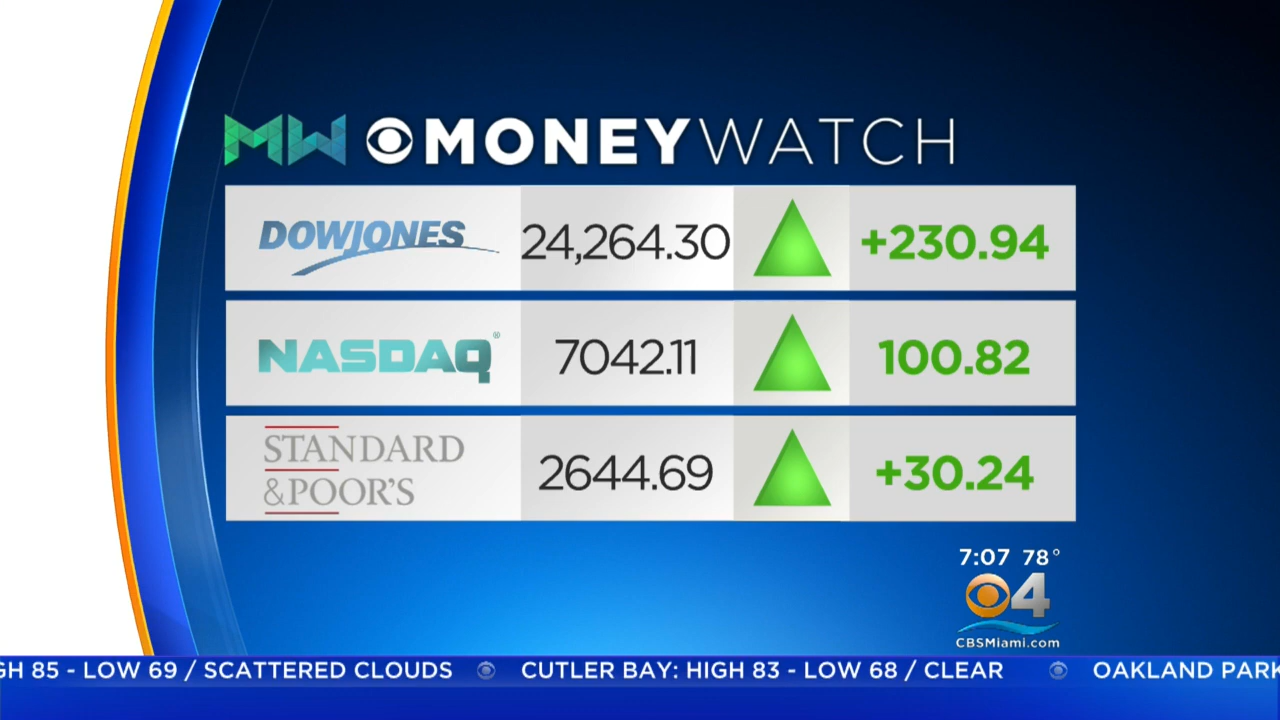 MW MONEYWATCH
DOWJONES 24,264.30 +230.94
NASDAQ® 7042.11 100.82
STANDARD
&POOR'S 2644.69 +30.24
7:07 78°
4
CBSMiami.com
GH 85 - LOW 69 / SCATTERED CLOUDS CUTLER BAY: HIGH 83 - LOW 68 / CLEAR OAKLAND PARK